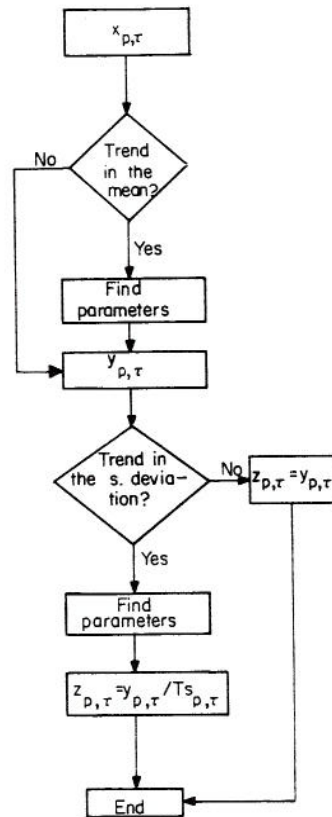 x_{p,τ}
Trend
in the
mean?
No
Yes
Find
parameters
y_{p,τ}
Trend in
the s. devia-
tion?
No
z_{p,τ}=y_{p,τ}
Yes
Find
parameters
z_{p,τ}=y_{p,τ}/Ts_{p,τ}
End